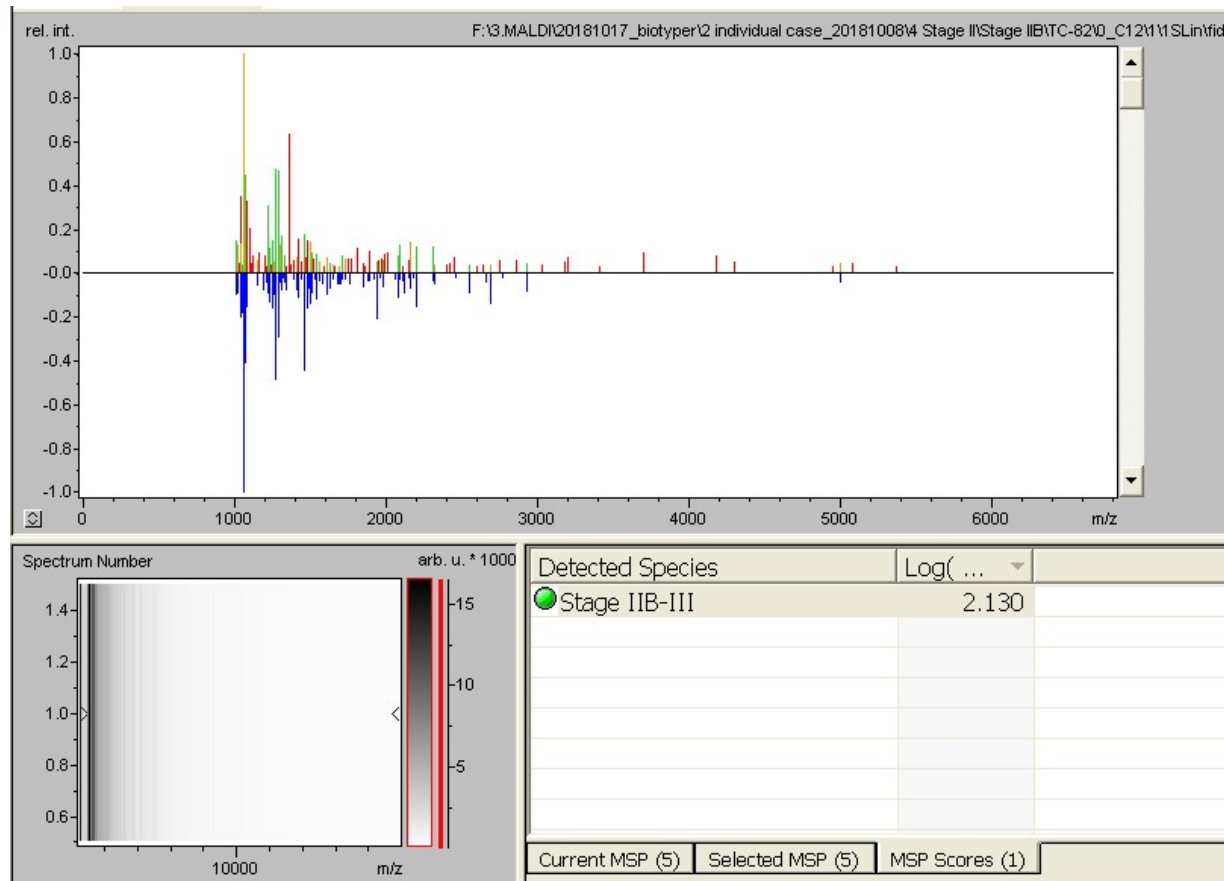 rel. int.
F:\3.MALDI\20181017_biotyper\2 individual case_20181008\4 Stage II\Stage IIB\TC-82\0_C12\1\1SLin\fid
1.0
0.8
0.6
0.4
0.2
-0.0
-0.2
-0.4
-0.6
-0.8
-1.0
0 1000 2000 3000 4000 5000 6000 m/z
Spectrum Number arb. u. * 1000
1.4
1.2
1.0
0.8
0.6
15
10
5
10000 m/z
Detected Species Log( ...
Stage IIB-III 2.130
Current MSP (5) Selected MSP (5) MSP Scores (1)